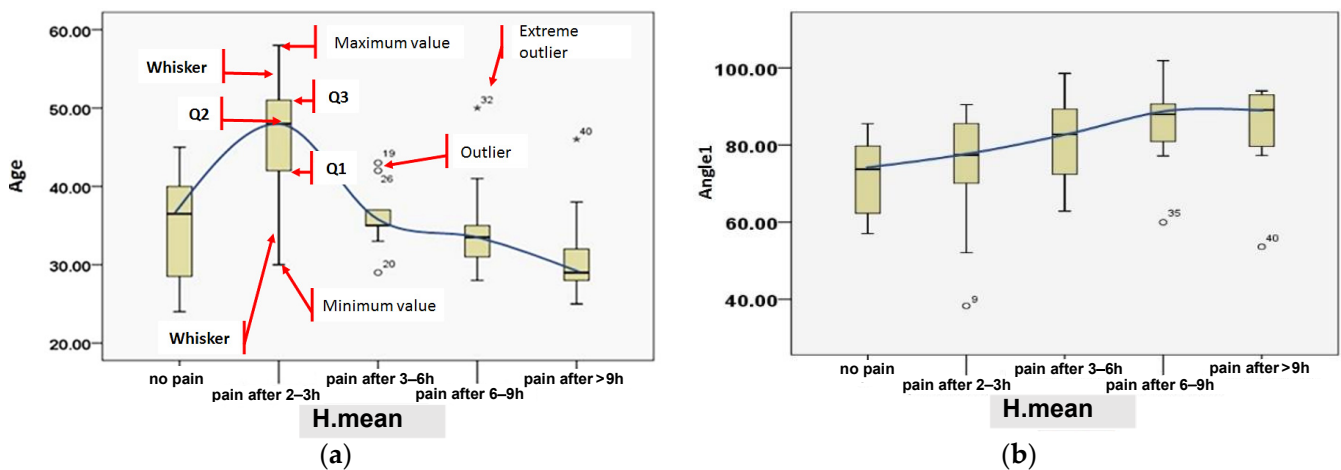 60.00
50.00
40.00
30.00
20.00
Age
Maximum value
Extreme
outlier
Whisker
Q3
Q2
32
40
19
Outlier
26
Q1
20
Minimum value
Whisker
no pain
pain after 2–3h
pain after 3–6h
pain after 6–9h
pain after >9h
H.mean
(a)
100.00
80.00
60.00
40.00
Angle1
9
35
40
no pain
pain after 2–3h
pain after 3–6h
pain after 6–9h
pain after >9h
H.mean
(b)